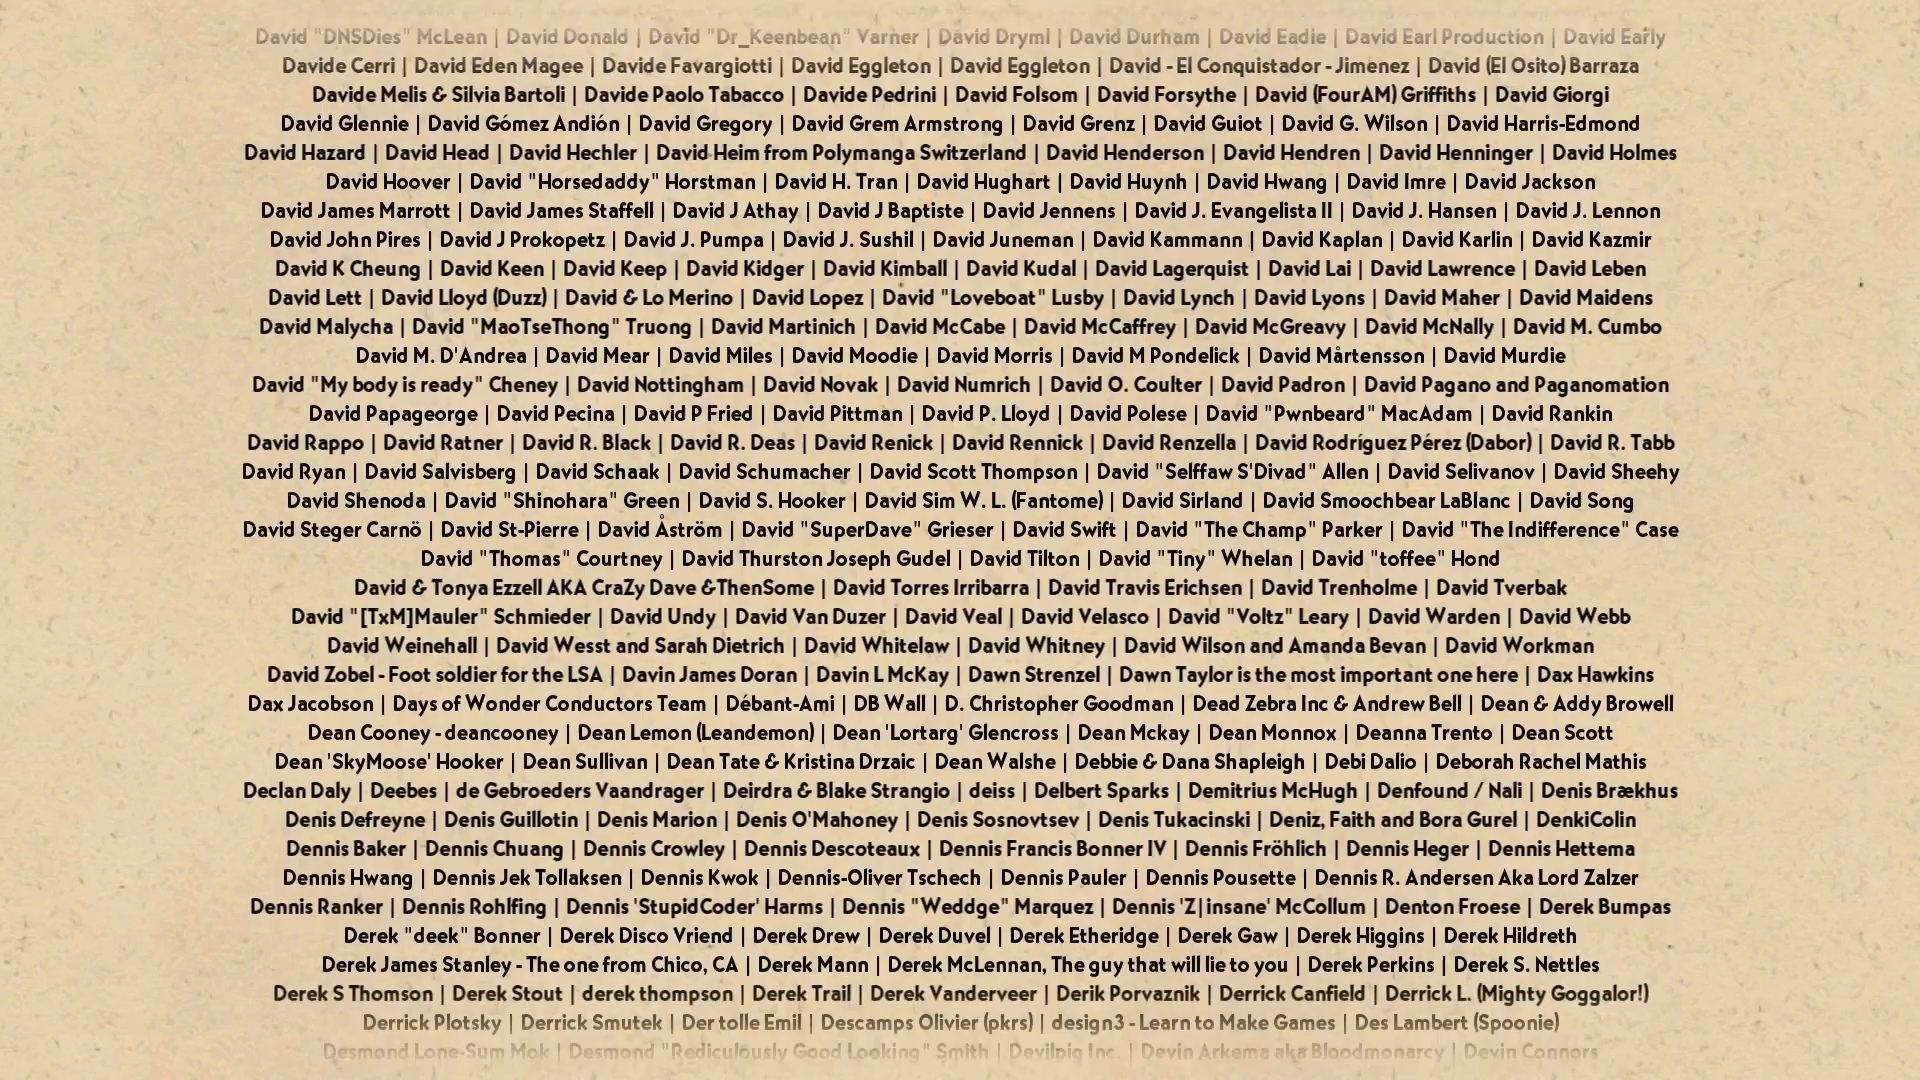 David "DNSDies" McLean | David Donald | David "Dr_Keenbean" Varner | David Dryml | David Durham | David Eadie | David Earl Production | David Early
Davide Cerri | David Eden Magee | Davide Favargiotti | David Eggleton | David Eggleton | David - El Conquistador - Jimenez | David (El Osito) Barraza
Davide Melis & Silvia Bartoli | Davide Paolo Tabacco | Davide Pedrini | David Folsom | David Forsythe | David (FourAM) Griffiths | David Giorgi
David Glennie | David Gómez Andión | David Gregory | David Grem Armstrong | David Grenz | David Guiot | David G. Wilson | David Harris-Edmond
David Hazard | David Head | David Hechler | David Heim from Polymanga Switzerland | David Henderson | David Hendren | David Henninger | David Holmes
David Hoover | David "Horsedaddy" Horstman | David H. Tran | David Hughart | David Huynh | David Hwang | David Imre | David Jackson
David James Marrott | David James Staffell | David J Athay | David J Baptiste | David Jennens | David J. Evangelista II | David J. Hansen | David J. Lennon
David John Pires | David J Prokopetz | David J. Pumpa | David J. Sushil | David Juneman | David Kammann | David Kaplan | David Karlin | David Kazmir
David K Cheung | David Keen | David Keep | David Kidger | David Kimball | David Kudal | David Lagerquist | David Lai | David Lawrence | David Leben
David Lett | David Lloyd (Duzz) | David & Lo Merino | David Lopez | David "Loveboat" Lusby | David Lynch | David Lyons | David Maher | David Maidens
David Malycha | David "MaoTseThong" Truong | David Martinich | David McCabe | David McCaffrey | David McGreavy | David McNally | David M. Cumbo
David M. D'Andrea | David Mear | David Miles | David Moodie | David Morris | David M Pondelick | David Mårtensson | David Murdie
David "My body is ready" Cheney | David Nottingham | David Novak | David Numrich | David O. Coulter | David Padron | David Pagano and Paganomation
David Papageorge | David Pecina | David P Fried | David Pittman | David P. Lloyd | David Polese | David "Pwnbeard" MacAdam | David Rankin
David Rappo | David Ratner | David R. Black | David R. Deas | David Renick | David Rennick | David Renzella | David Rodríguez Pérez (Dabor) | David R. Tabb
David Ryan | David Salvisberg | David Schaak | David Schumacher | David Scott Thompson | David "Selffaw S'Divad" Allen | David Selivanov | David Sheehy
David Shenoda | David "Shinohara" Green | David S. Hooker | David Sim W. L. (Fantome) | David Sirland | David Smoochbear LaBlanc | David Song
David Steger Carnö | David St-Pierre | David Åström | David "SuperDave" Grieser | David Swift | David "The Champ" Parker | David "The Indifference" Case
David "Thomas" Courtney | David Thurston Joseph Gudel | David Tilton | David "Tiny" Whelan | David "toffee" Hond
David & Tonya Ezzell AKA CraZy Dave &ThenSome | David Torres Irribarra | David Travis Erichsen | David Trenholme | David Tverbak
David "[TxM]Mauler" Schmieder | David Undy | David Van Duzer | David Veal | David Velasco | David "Voltz" Leary | David Warden | David Webb
David Weinehall | David Wesst and Sarah Dietrich | David Whitelaw | David Whitney | David Wilson and Amanda Bevan | David Workman
David Zobel - Foot soldier for the LSA | Davin James Doran | Davin L McKay | Dawn Strenzel | Dawn Taylor is the most important one here | Dax Hawkins
Dax Jacobson | Days of Wonder Conductors Team | Débant-Ami | DB Wall | D. Christopher Goodman | Dead Zebra Inc & Andrew Bell | Dean & Addy Browell
Dean Cooney - deancooney | Dean Lemon (Leandemon) | Dean 'Lortarg' Glencross | Dean Mckay | Dean Monnox | Deanna Trento | Dean Scott
Dean 'SkyMoose' Hooker | Dean Sullivan | Dean Tate & Kristina Drzaic | Dean Walshe | Debbie & Dana Shapleigh | Debi Dalio | Deborah Rachel Mathis
Declan Daly | Deebes | de Gebroeders Vaandrager | Deirdra & Blake Strangio | deiss | Delbert Sparks | Demitrius McHugh | Denfound / Nali | Denis Brækhus
Denis Defreyne | Denis Guillotin | Denis Marion | Denis O'Mahoney | Denis Sosnovtsev | Denis Tukacinski | Deniz, Faith and Bora Gurel | DenkiColin
Dennis Baker | Dennis Chuang | Dennis Crowley | Dennis Descoteaux | Dennis Francis Bonner IV | Dennis Fröhlich | Dennis Heger | Dennis Hettema
Dennis Hwang | Dennis Jek Tollaksen | Dennis Kwok | Dennis-Oliver Tschech | Dennis Pauler | Dennis Pousette | Dennis R. Andersen Aka Lord Zalzer
Dennis Ranker | Dennis Rohlfing | Dennis 'StupidCoder' Harms | Dennis "Weddge" Marquez | Dennis 'Z|insane' McCollum | Denton Froese | Derek Bumpas
Derek "deek" Bonner | Derek Disco Vriend | Derek Drew | Derek Duvel | Derek Etheridge | Derek Gaw | Derek Higgins | Derek Hildreth
Derek James Stanley - The one from Chico, CA | Derek Mann | Derek McLennan, The guy that will lie to you | Derek Perkins | Derek S. Nettles
Derek S Thomson | Derek Stout | derek thompson | Derek Trail | Derek Vanderveer | Derik Porvaznik | Derrick Canfield | Derrick L. (Mighty Goggalor!)
Derrick Plotsky | Derrick Smutek | Der tolle Emil | Descamps Olivier (pkrs) | design3 - Learn to Make Games | Des Lambert (Spoonie)
Desmond Lone-Sum Mok | Desmond "Rediculously Good Looking" Smith | Devilpig Inc. | Devin Arkema aka Bloodmonarcy | Devin Connors